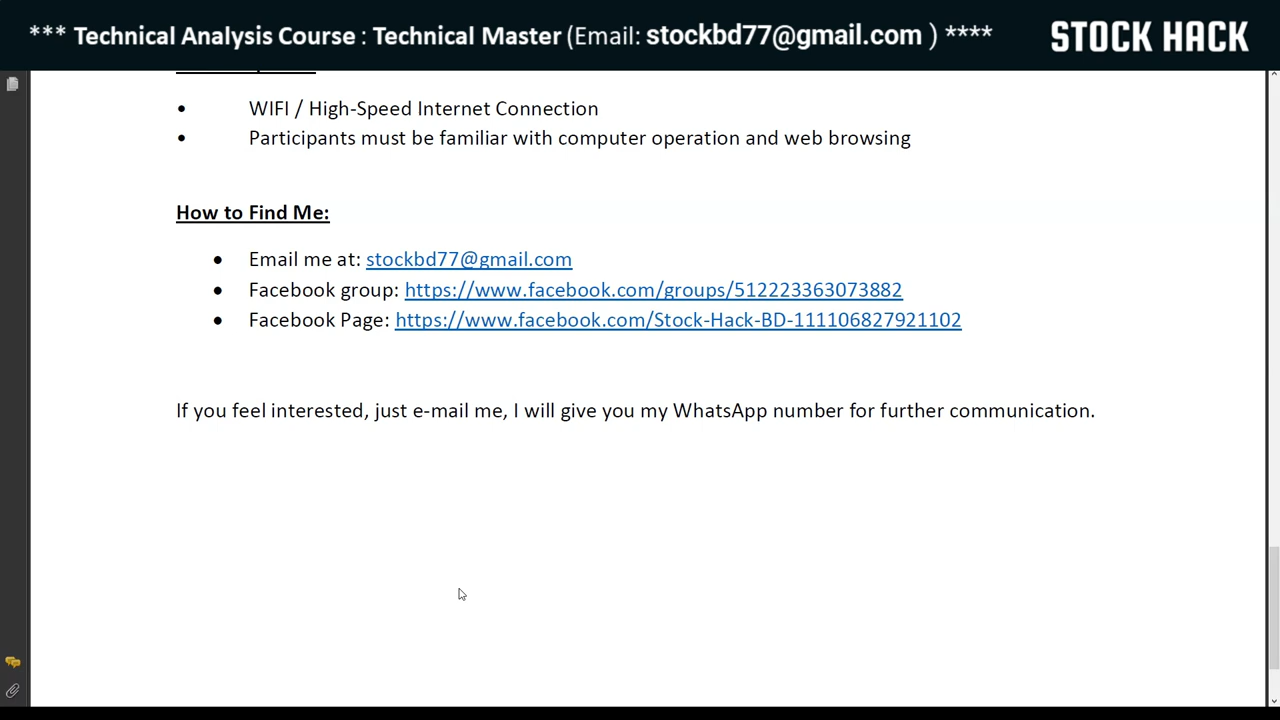 *** Technical Analysis Course : Technical Master (Email: stockbd77@gmail.com ) ****
STOCK HACK
• WIFI / High-Speed Internet Connection
• Participants must be familiar with computer operation and web browsing
How to Find Me:
• Email me at: stockbd77@gmail.com
• Facebook group: https://www.facebook.com/groups/512223363073882
• Facebook Page: https://www.facebook.com/Stock-Hack-BD-111106827921102
If you feel interested, just e-mail me, I will give you my WhatsApp number for further communication.